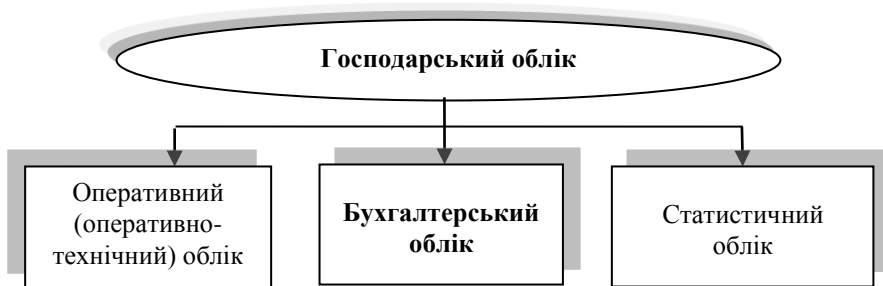 Господарський облік
Оперативний
(оперативно-
технічний) облік
Бухгалтерський
облік
Статистичний
облік